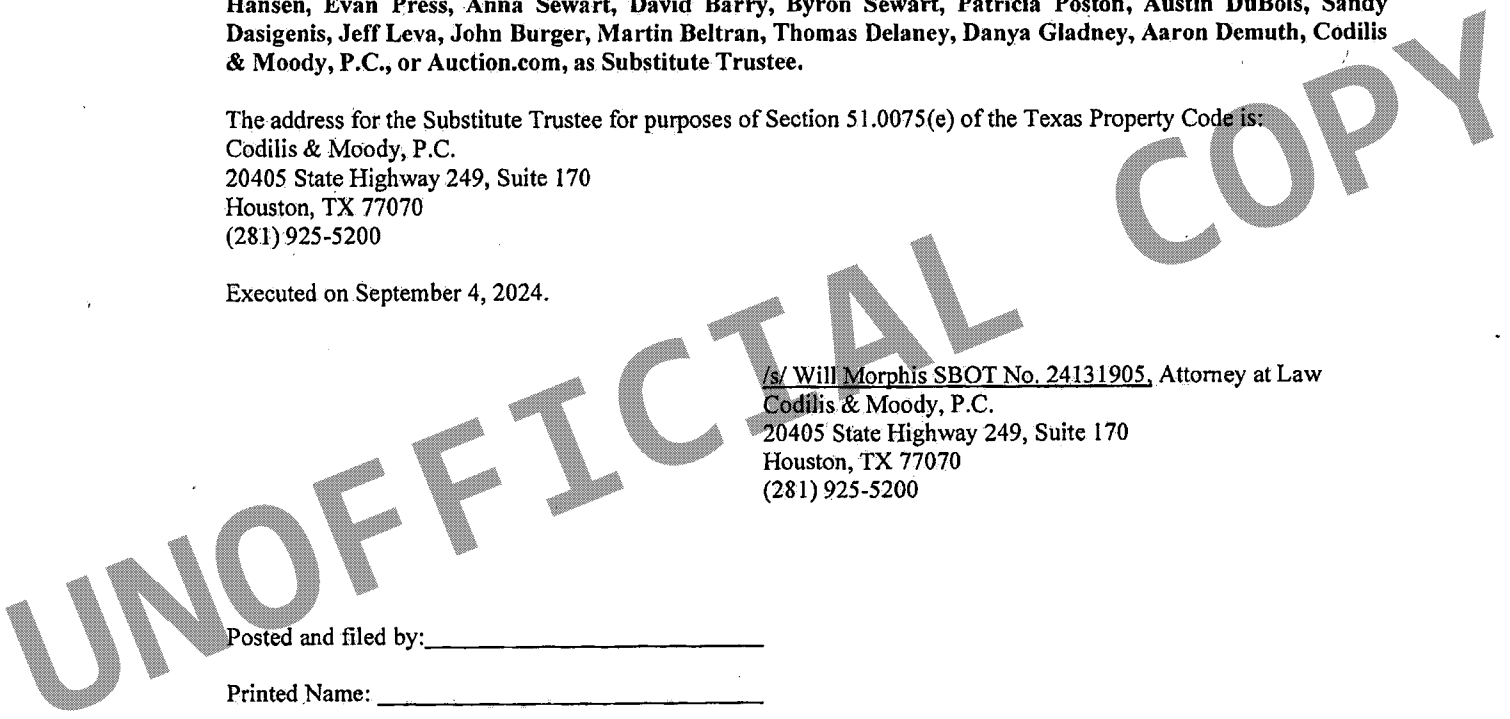 Hansen, Evan Press, Anna Sewart, David Barry, Byron Sewart, Patricia Poston, Austin DuBois, Sandy
Dasigenis, Jeff Leva, John Burger, Martin Beltran, Thomas Delaney, Danya Gladney, Aaron Demuth, Codilis
& Moody, P.C., or Auction.com, as Substitute Trustee.
The address for the Substitute Trustee for purposes of Section 51.0075(e) of the Texas Property Code is:
Codilis & Moody, P.C.
20405 State Highway 249, Suite 170
Houston, TX 77070
(281) 925-5200
Executed on September 4, 2024.
/s/ Will Morphis SBOT No. 24131905, Attorney at Law
Codilis & Moody, P.C.
20405 State Highway 249, Suite 170
Houston, TX 77070
(281) 925-5200
Posted and filed by:
Printed Name:
UNOFFICIAL COPY